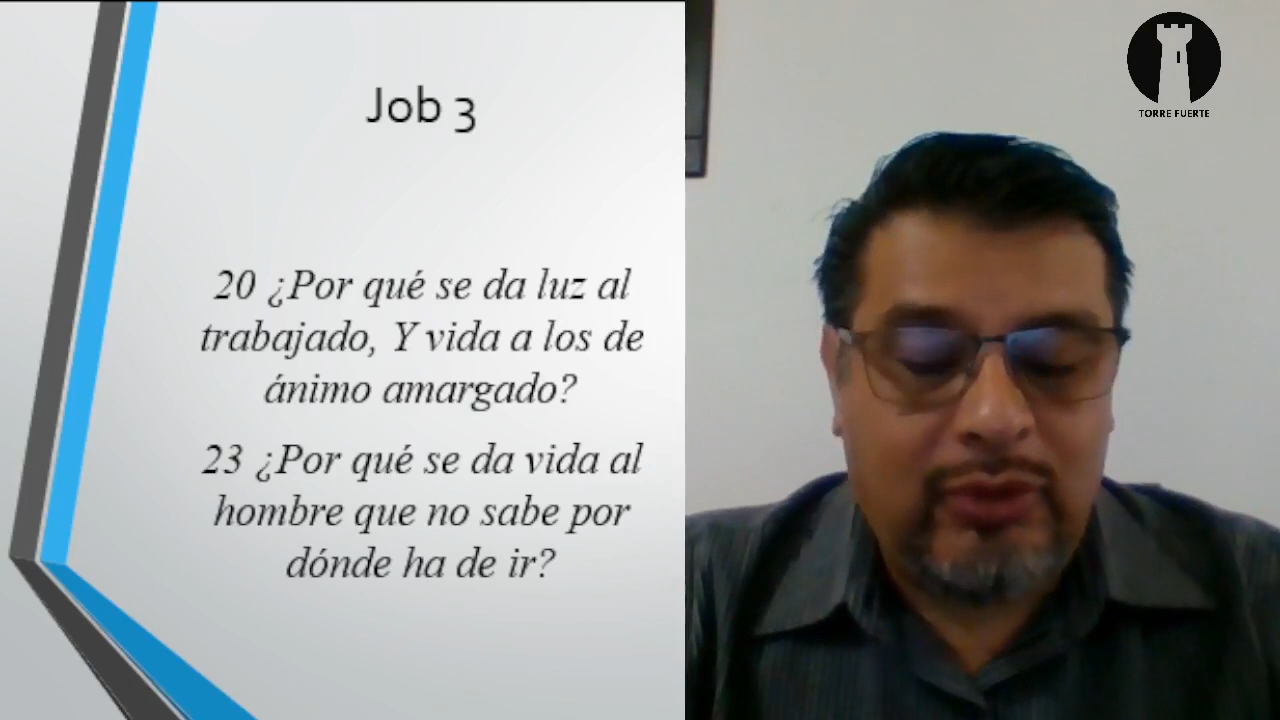 Job 3
20 ¿Por qué se da luz al
trabajado, Y vida a los de
ánimo amargado?
23 ¿Por qué se da vida al
hombre que no sabe por
dónde ha de ir?
TORRE FUERTE